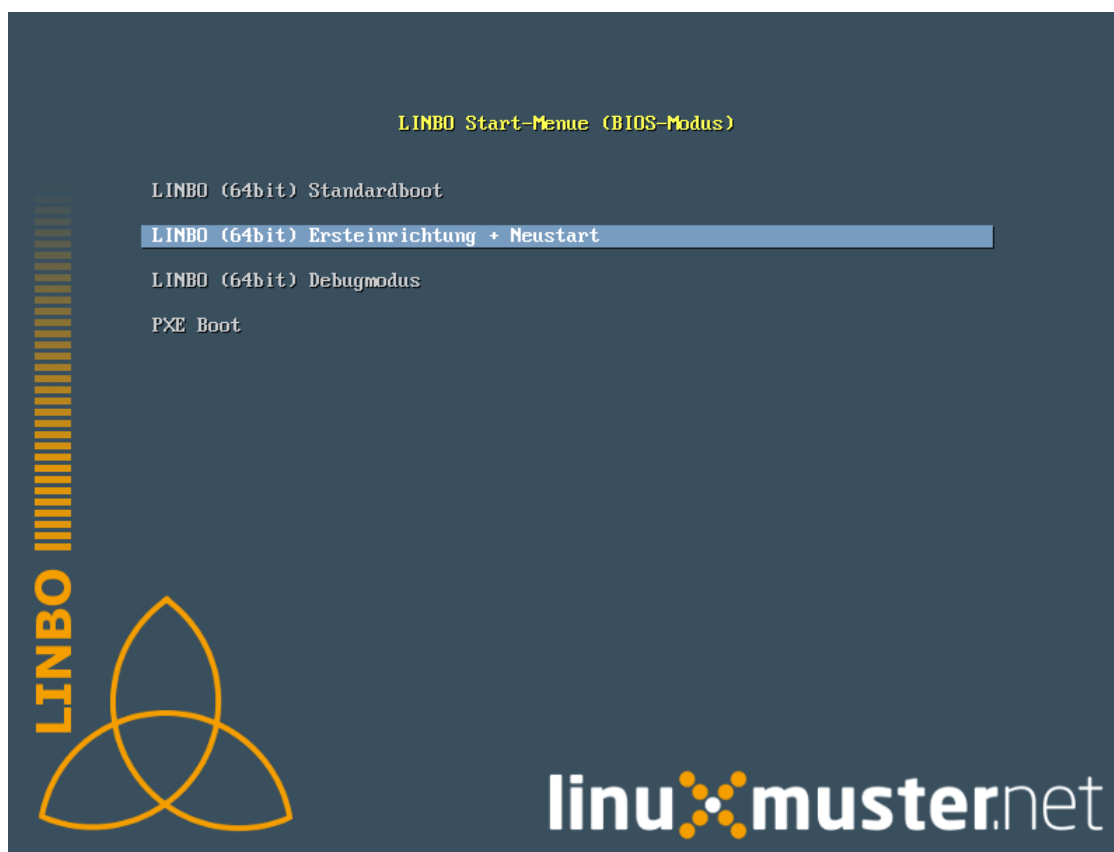 LINBO Start-Menue (BIOS-Modus)
LINBO (64bit) Standardboot
LINBO (64bit) Ersteinrichtung + Neustart
LINBO (64bit) Debugmodus
PXE Boot
LINBO
linuxmuster.net